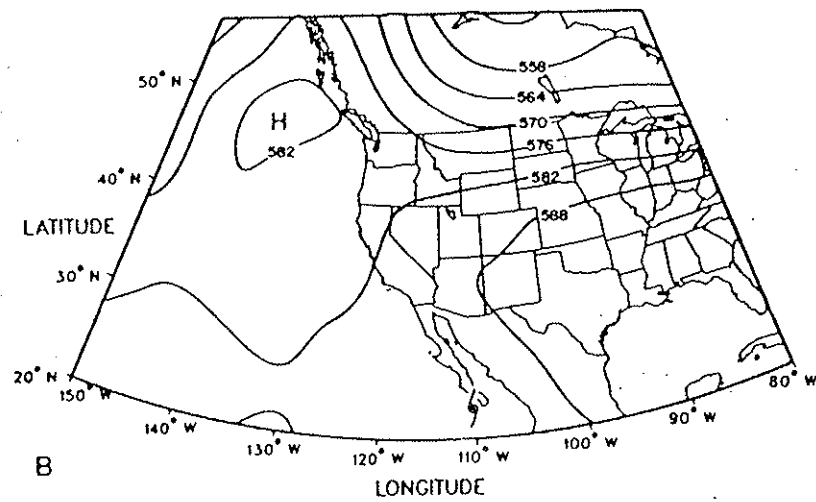 558
50° N
564
H
570
582
576
40° N
582
LATITUDE
588
30° N
20° N
150° W
80° W
140° W
90° W
130° W
120° W
110° W
100° W
B
LONGITUDE